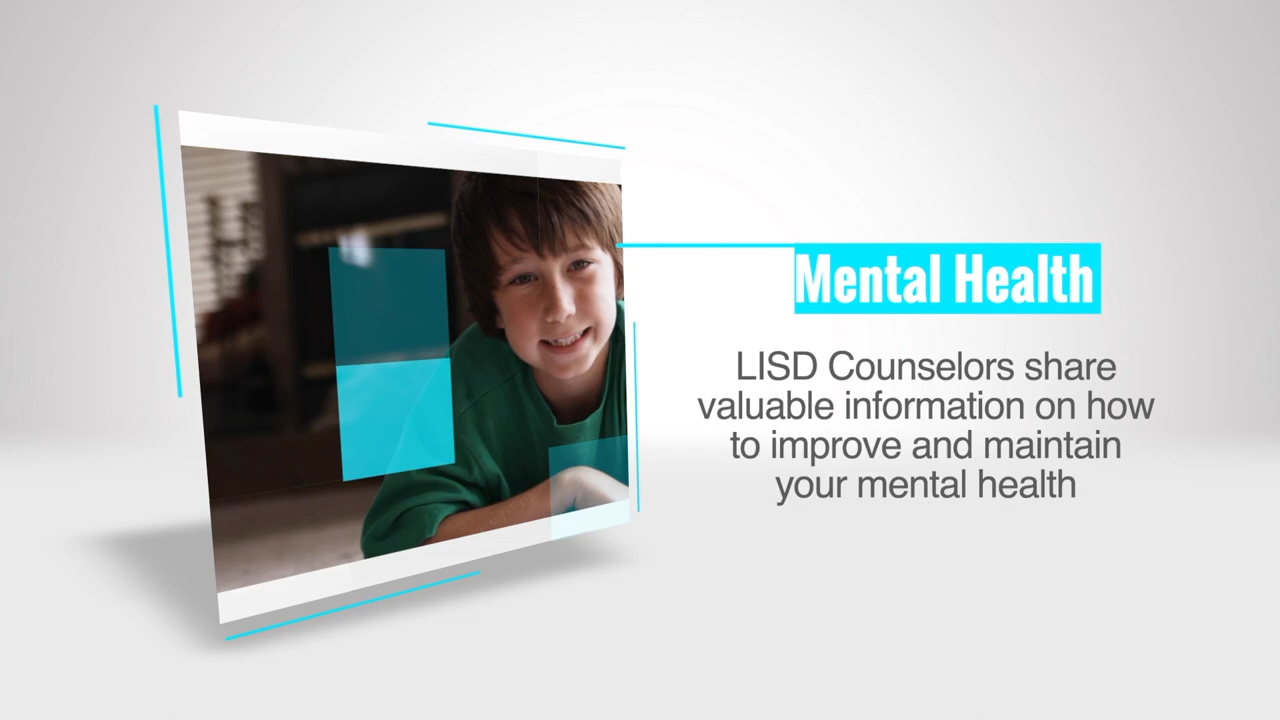 Mental Health
LISD Counselors share
valuable information on how
to improve and maintain
your mental health